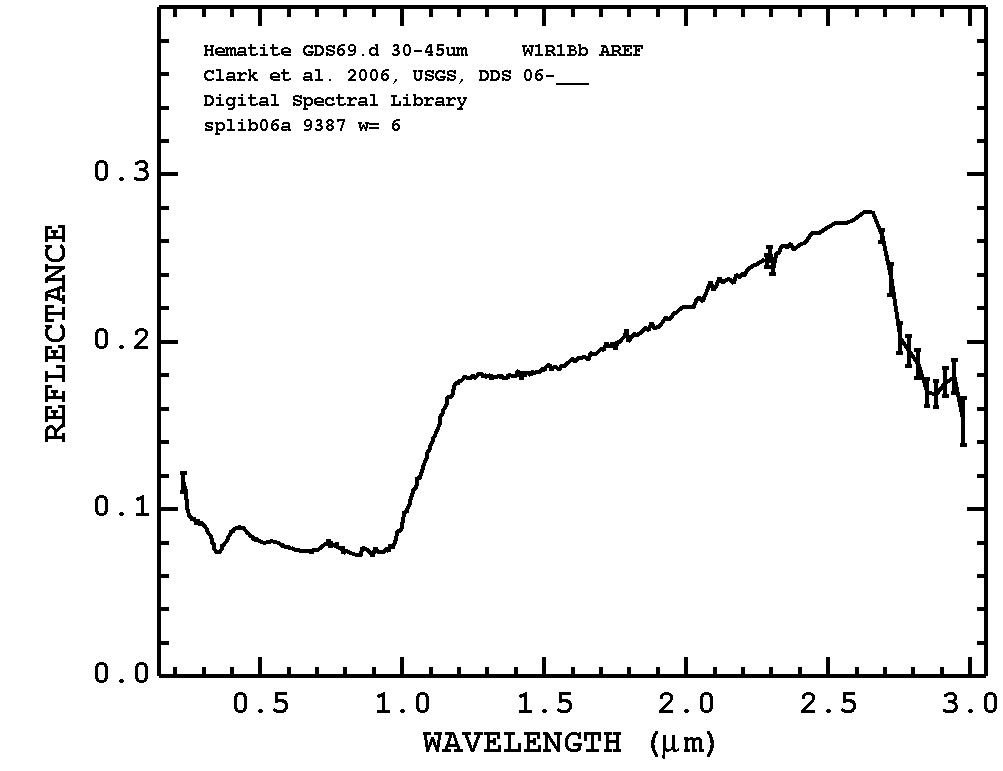 Hematite GDS69.d 30-45um W1R1Bb AREF
Clark et al. 2006, USGS, DDS 06-___
Digital Spectral Library
splib06a 9387 w= 6
0.3
0.2
0.1
0.0
REFLECTANCE
0.5 1.0 1.5 2.0 2.5 3.0
WAVELENGTH (μm)